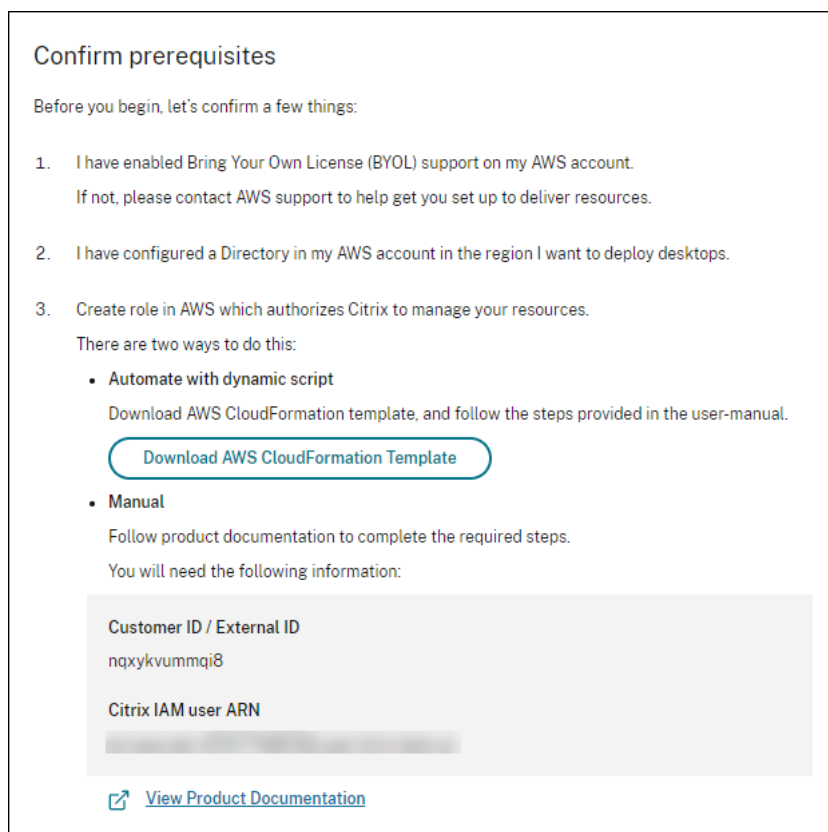 Confirm prerequisites
Before you begin, let's confirm a few things:
1. I have enabled Bring Your Own License (BYOL) support on my AWS account.
If not, please contact AWS support to help get you set up to deliver resources.
2. I have configured a Directory in my AWS account in the region I want to deploy desktops.
3. Create role in AWS which authorizes Citrix to manage your resources.
There are two ways to do this:
• Automate with dynamic script
Download AWS CloudFormation template, and follow the steps provided in the user-manual.
Download AWS CloudFormation Template
• Manual
Follow product documentation to complete the required steps.
You will need the following information:
Customer ID / External ID
nqxykvummqi8
Citrix IAM user ARN
View Product Documentation